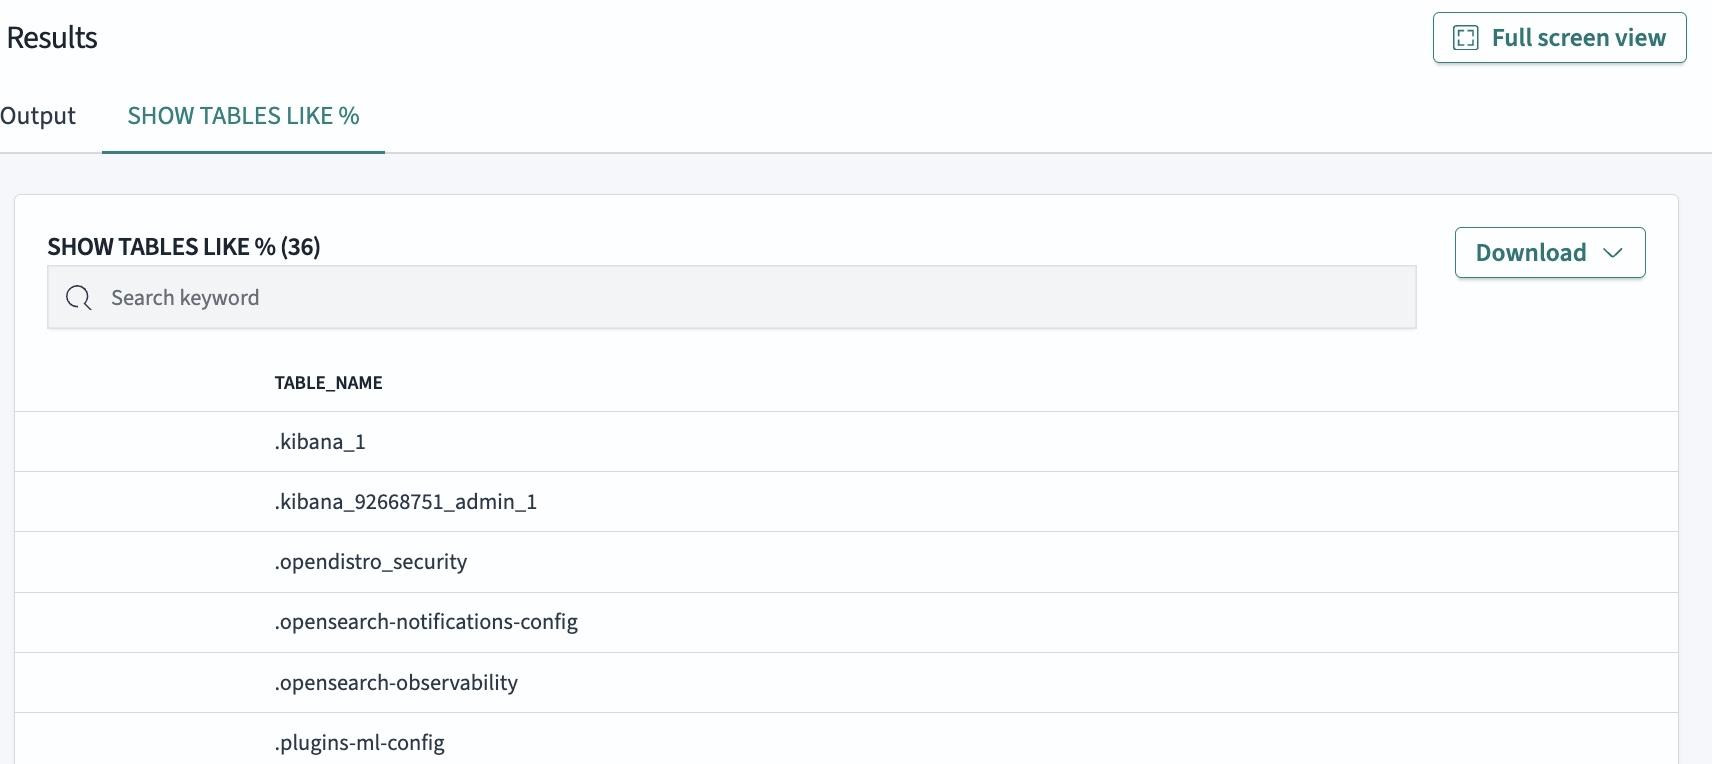 Results
Full screen view
Output
SHOW TABLES LIKE %
SHOW TABLES LIKE % (36)
Download
Search keyword
TABLE_NAME
.kibana_1
.kibana_92668751_admin_1
.opendistro_security
.opensearch-notifications-config
.opensearch-observability
.plugins-ml-config